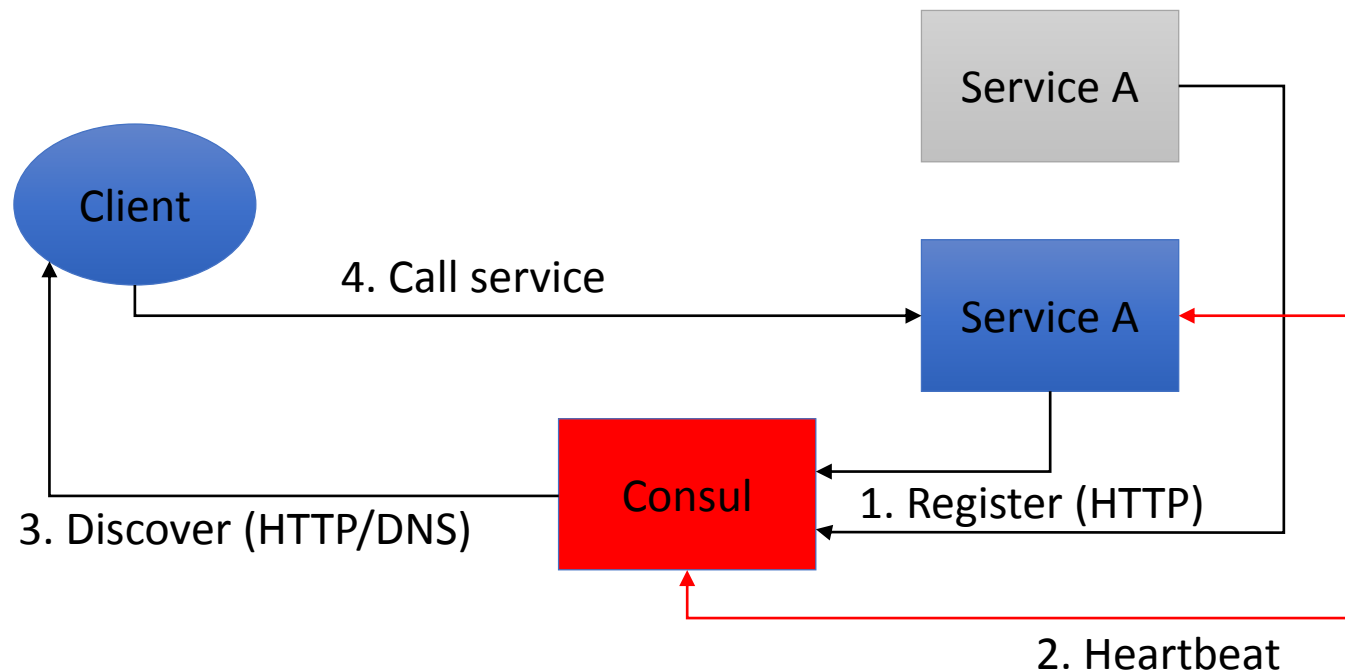 Service A
Client
4. Call service
Service A
Consul
1. Register (HTTP)
3. Discover (HTTP/DNS)
2. Heartbeat